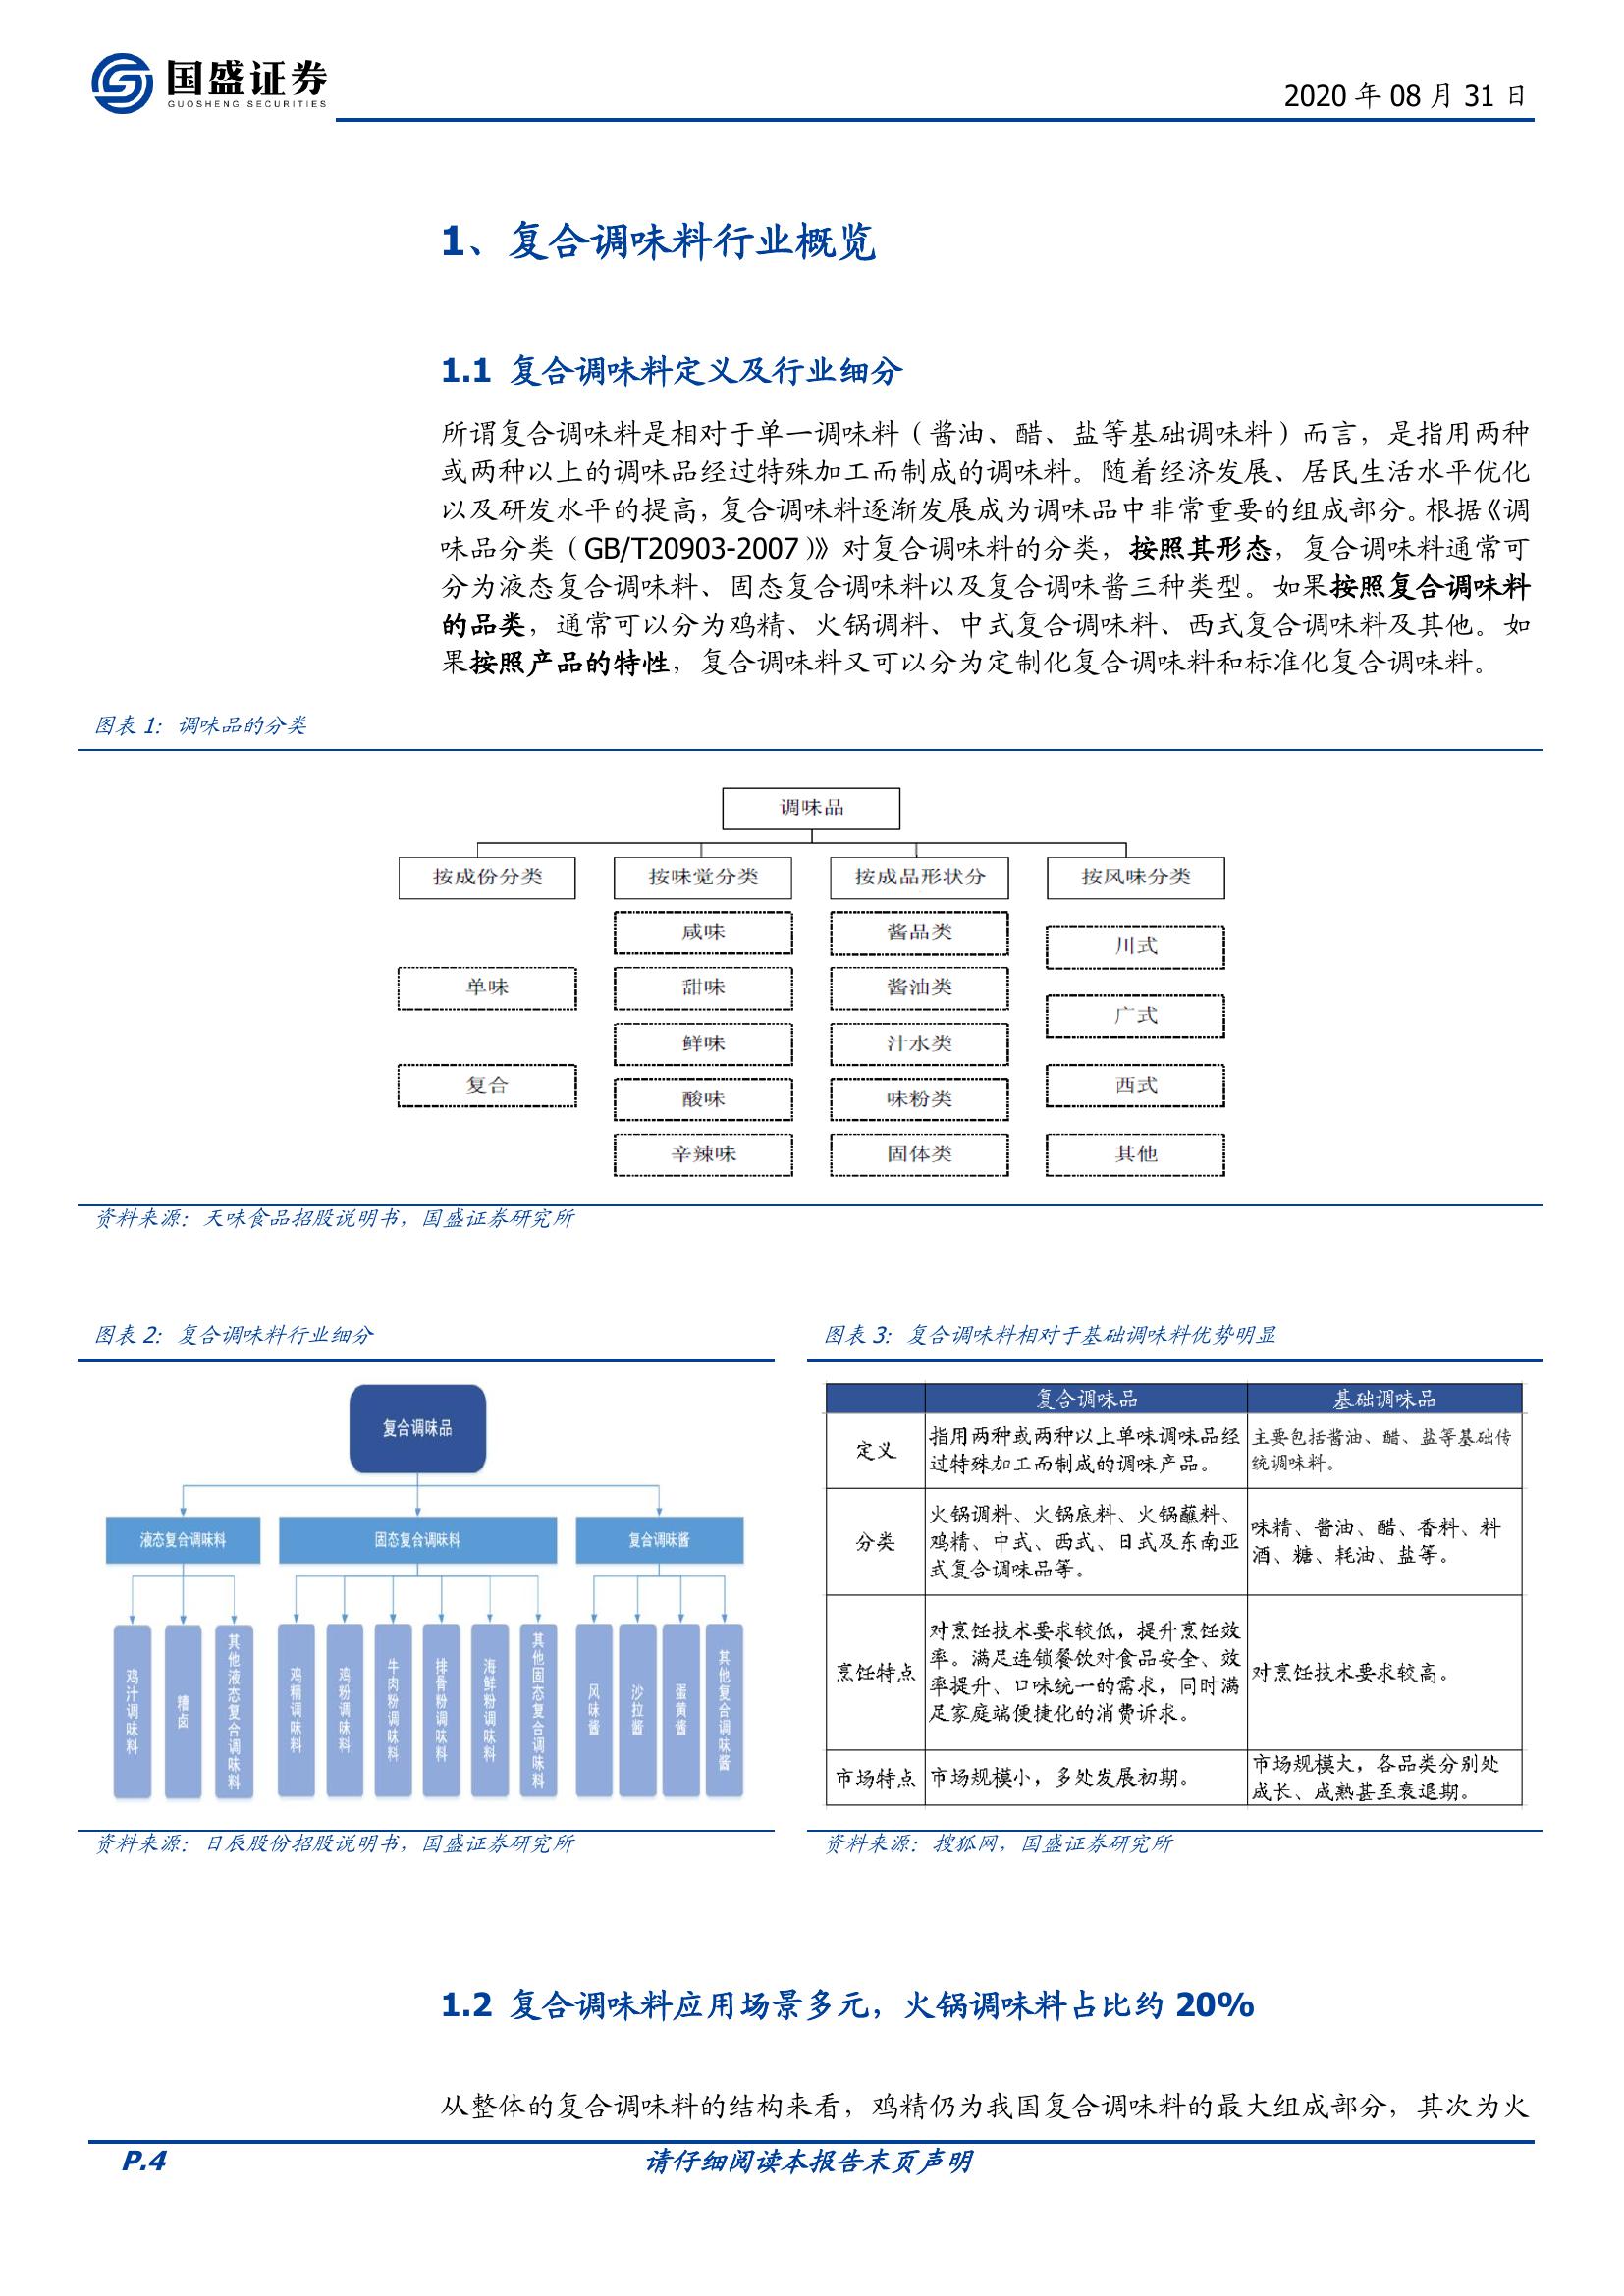 国盛证券
GUOSHENG SECURITIES
2020 年 08 月 31 日
1、复合调味料行业概览
1.1 复合调味料定义及行业细分
所谓复合调味料是相对于单一调味料（酱油、醋、盐等基础调味料）而言，是指用两种
或两种以上的调味品经过特殊加工而制成的调味料。随着经济发展、居民生活水平优化
以及研发水平的提高，复合调味料逐渐发展成为调味品中非常重要的组成部分。根据《调
味品分类（GB/T20903-2007）》对复合调味料的分类，按照其形态，复合调味料通常可
分为液态复合调味料、固态复合调味料以及复合调味酱三种类型。如果按照复合调味料
的品类，通常可以分为鸡精、火锅调料、中式复合调味料、西式复合调味料及其他。如
果按照产品的特性，复合调味料又可以分为定制化复合调味料和标准化复合调味料。
图表 1：调味品的分类
调味品
按成份分类
按味觉分类
按成品形状分
按风味分类
单味
复合
咸味
甜味
鲜味
酸味
辛辣味
酱品类
酱油类
汁水类
味粉类
固体类
川式
广式
西式
其他
资料来源：天味食品招股说明书，国盛证券研究所
图表 2：复合调味料行业细分
复合调味品
液态复合调味料
固态复合调味料
复合调味酱
鸡汁调味料
糟卤
其他液态复合调味料
鸡精调味料
鸡粉调味料
牛肉粉调味料
排骨粉调味料
海鲜粉调味料
其他固态复合调味料
风味酱
沙拉酱
蛋黄酱
其他复合调味酱
资料来源：日辰股份招股说明书，国盛证券研究所
图表 3：复合调味料相对于基础调味料优势明显
复合调味品
基础调味品
定义
指用两种或两种以上单味调味品经
过特殊加工而制成的调味产品。
主要包括酱油、醋、盐等基础传
统调味料。
分类
火锅调料、火锅底料、火锅蘸料、
鸡精、中式、西式、日式及东南亚
式复合调味品等。
味精、酱油、醋、香料、料
酒、糖、耗油、盐等。
烹饪特点
对烹饪技术要求较低，提升烹饪效
率。满足连锁餐饮对食品安全、效
率提升、口味统一的需求，同时满
足家庭端便捷化的消费诉求。
对烹饪技术要求较高。
市场特点
市场规模小，多处发展初期。
市场规模大，各品类分别处
成长、成熟甚至衰退期。
资料来源：搜狐网，国盛证券研究所
1.2 复合调味料应用场景多元，火锅调味料占比约 20%
从整体的复合调味料的结构来看，鸡精仍为我国复合调味料的最大组成部分，其次为火
P.4
请仔细阅读本报告末页声明